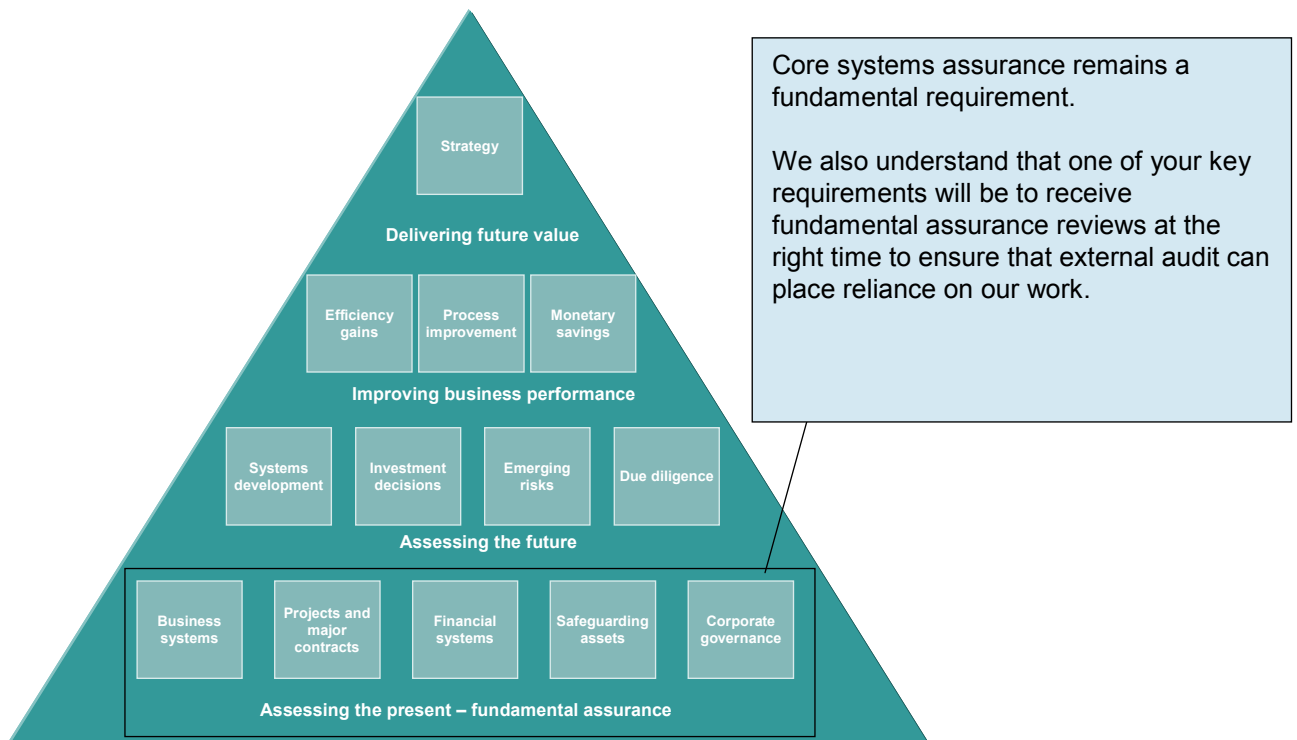 Strategy
Delivering future value
Efficiency
gains
Process
improvement
Monetary
savings
Improving business performance
Systems
development
Investment
decisions
Emerging
risks
Due diligence
Assessing the future
Business
systems
Projects and
major
contracts
Financial
systems
Safeguarding
assets
Corporate
governance
Assessing the present – fundamental assurance
Core systems assurance remains a
fundamental requirement.
We also understand that one of your key
requirements will be to receive
fundamental assurance reviews at the
right time to ensure that external audit can
place reliance on our work.